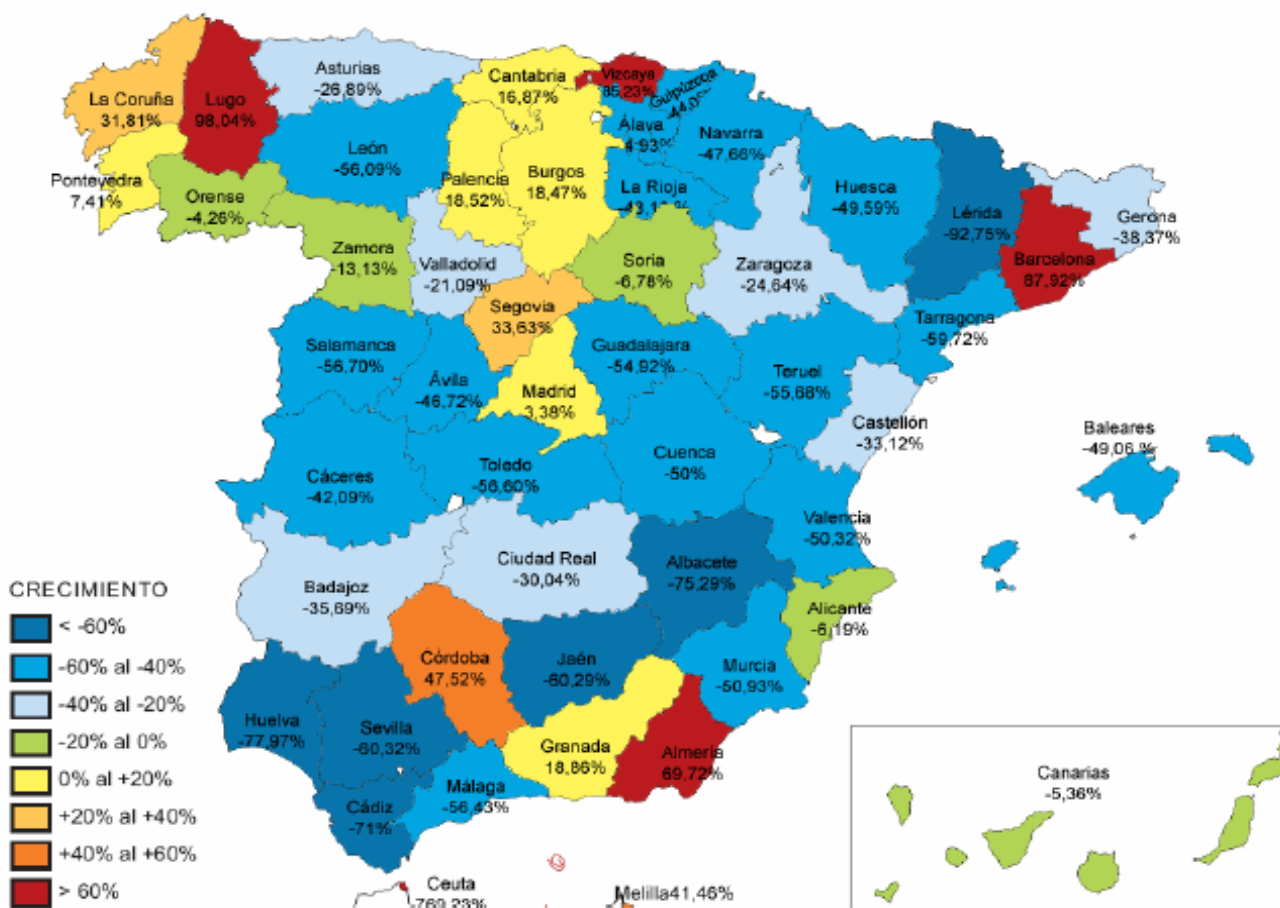 Asturias
-26,89%
Cantabria
16,87%
Vizcaya
85,23%
Guipúzcoa
La Coruña
31,81%
Lugo
98,04%
León
-56,09%
Álava
4,93%
Navarra
-47,66%
Pontevedra
7,41%
Orense
-4,26%
Palencia
18,52%
Burgos
18,47%
La Rioja
Huesca
-49,59%
Lérida
-92,75%
Gerona
-38,37%
Barcelona
87,92%
Zamora
-13,13%
Valladolid
-21,09%
Soria
-6,78%
Zaragoza
-24,64%
Segovia
33,63%
Tarragona
-59,72%
Salamanca
-56,70%
Ávila
-46,72%
Madrid
3,38%
Guadalajara
-54,92%
Teruel
-55,68%
Castellón
-33,12%
Baleares
-49,06 %
Cáceres
-42,09%
Toledo
-56,60%
Cuenca
-50%
Valencia
-50,32%
Ciudad Real
-30,04%
Albacete
-75,29%
Badajoz
-35,69%
Alicante
-6,19%
Córdoba
47,52%
Jaén
-60,29%
Murcia
-50,93%
Huelva
-77,97%
Sevilla
-60,32%
Granada
18,86%
Almería
69,72%
Málaga
-56,43%
Cádiz
-71%
Canarias
-5,36%
Ceuta
-769,23%
Melilla41,46%
CRECIMIENTO
< -60%
-60% al -40%
-40% al -20%
-20% al 0%
0% al +20%
+20% al +40%
+40% al +60%
> 60%